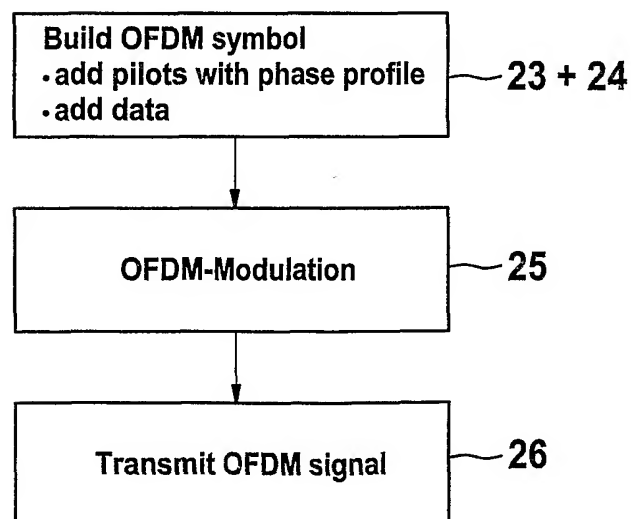 Build OFDM symbol
• add pilots with phase profile
• add data
23 + 24
OFDM-Modulation
25
Transmit OFDM signal
26